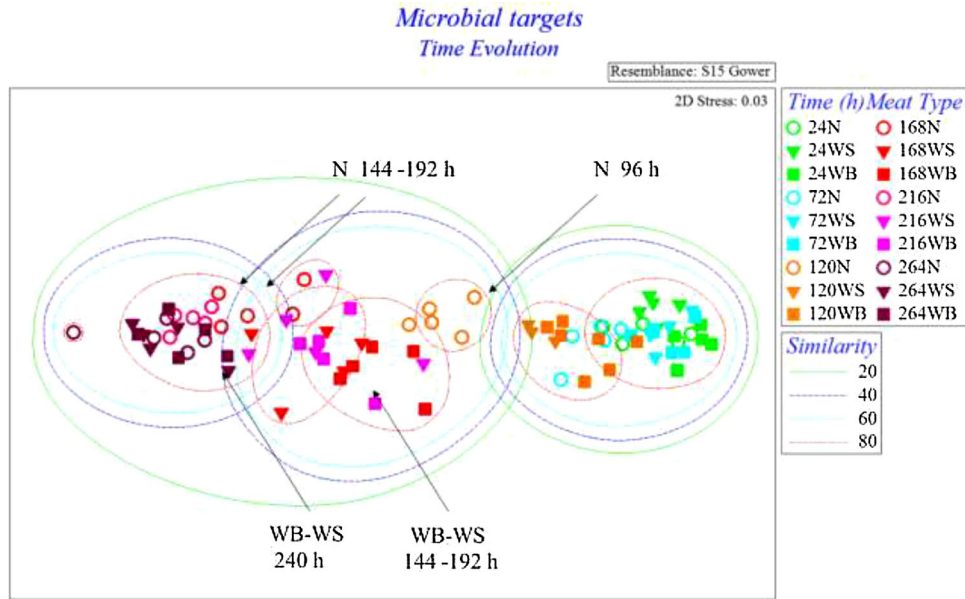 Microbial targets
Time Evolution
Resemblance: S15 Gower
2D Stress: 0.03
N 144 -192 h
N 96 h
WB-WS
240 h
WB-WS
144 -192 h
Time (h) Meat Type
24N 168N
24WS 168WS
24WB 168WB
72N 216N
72WS 216WS
72WB 216WB
120N 264N
120WS 264WS
120WB 264WB
Similarity
20
40
60
80